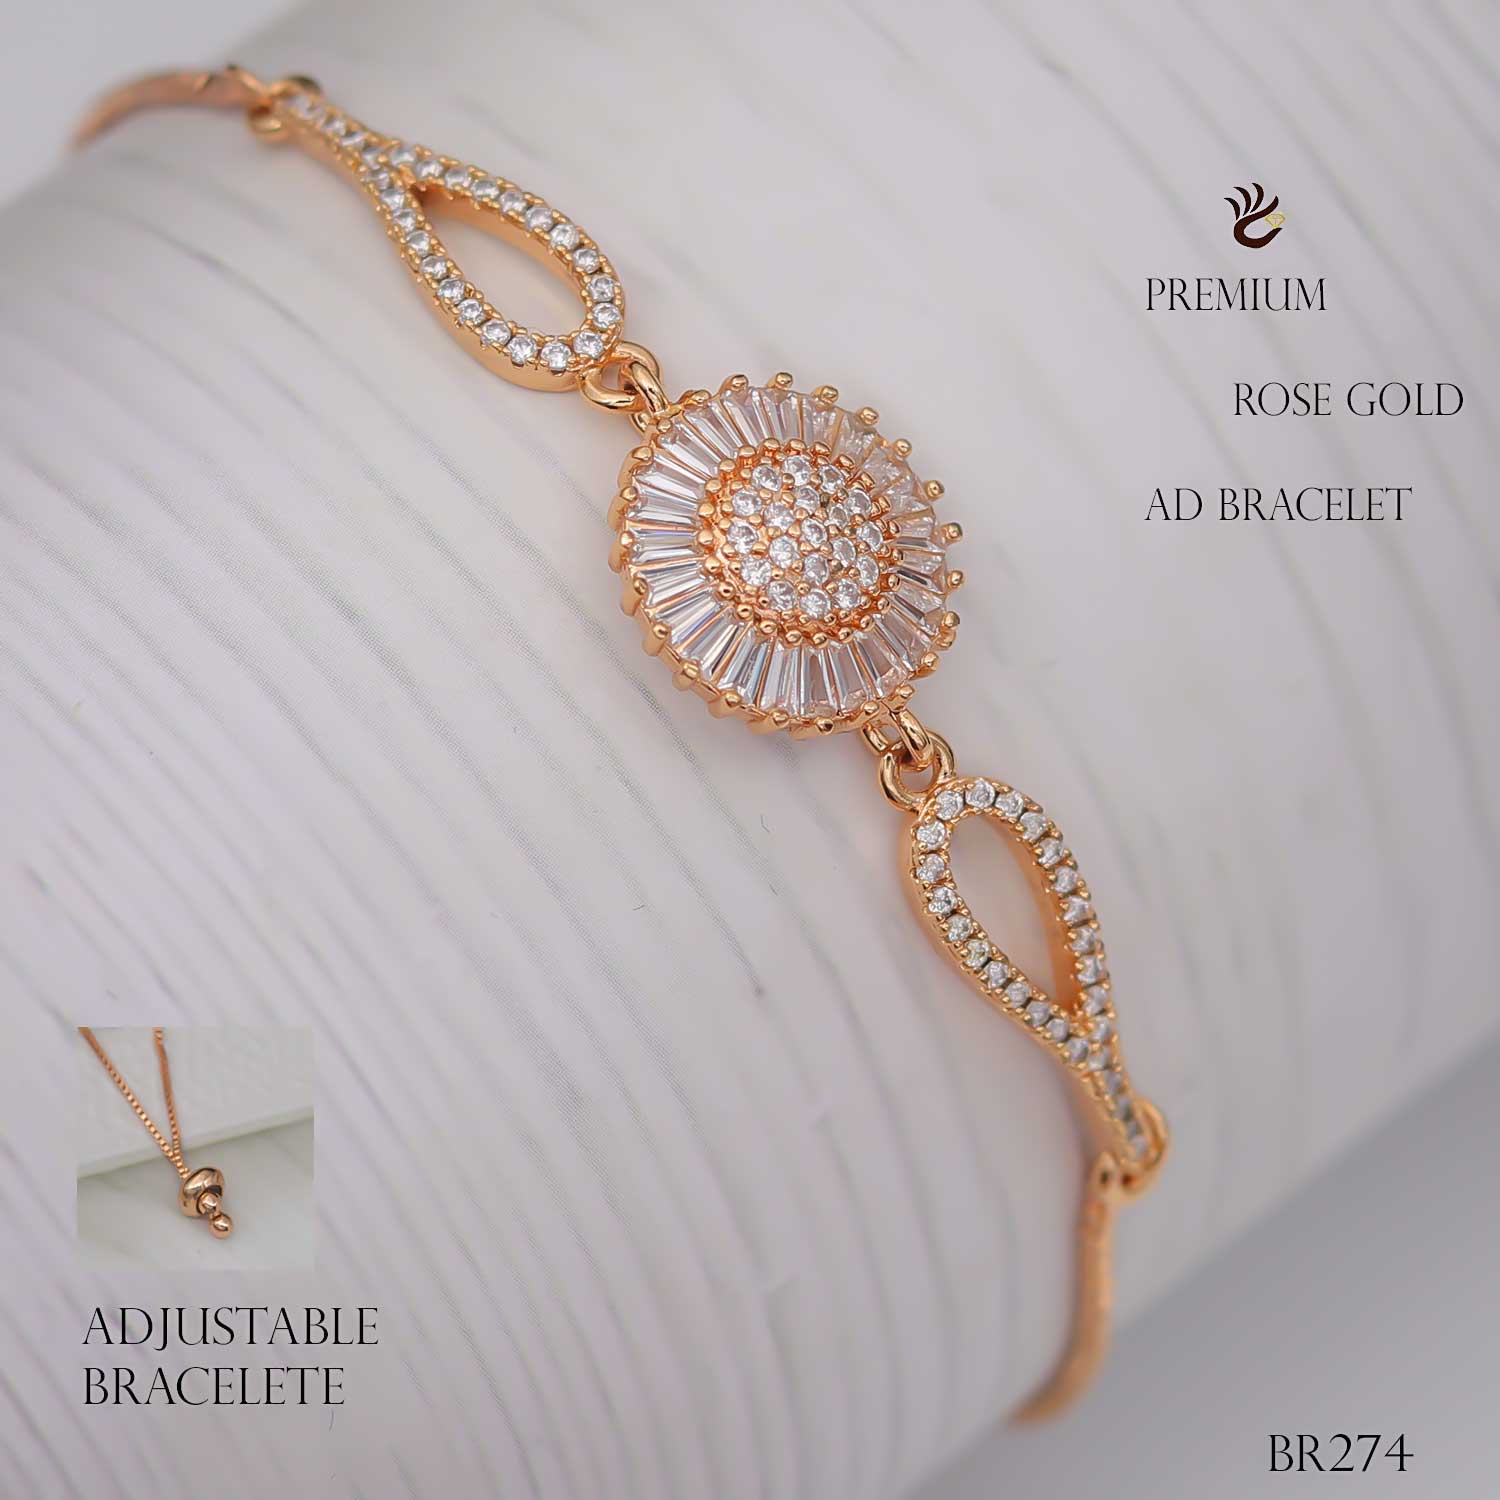 PREMIUM
ROSE GOLD
AD BRACELET
ADJUSTABLE
BRACELETE
BR274